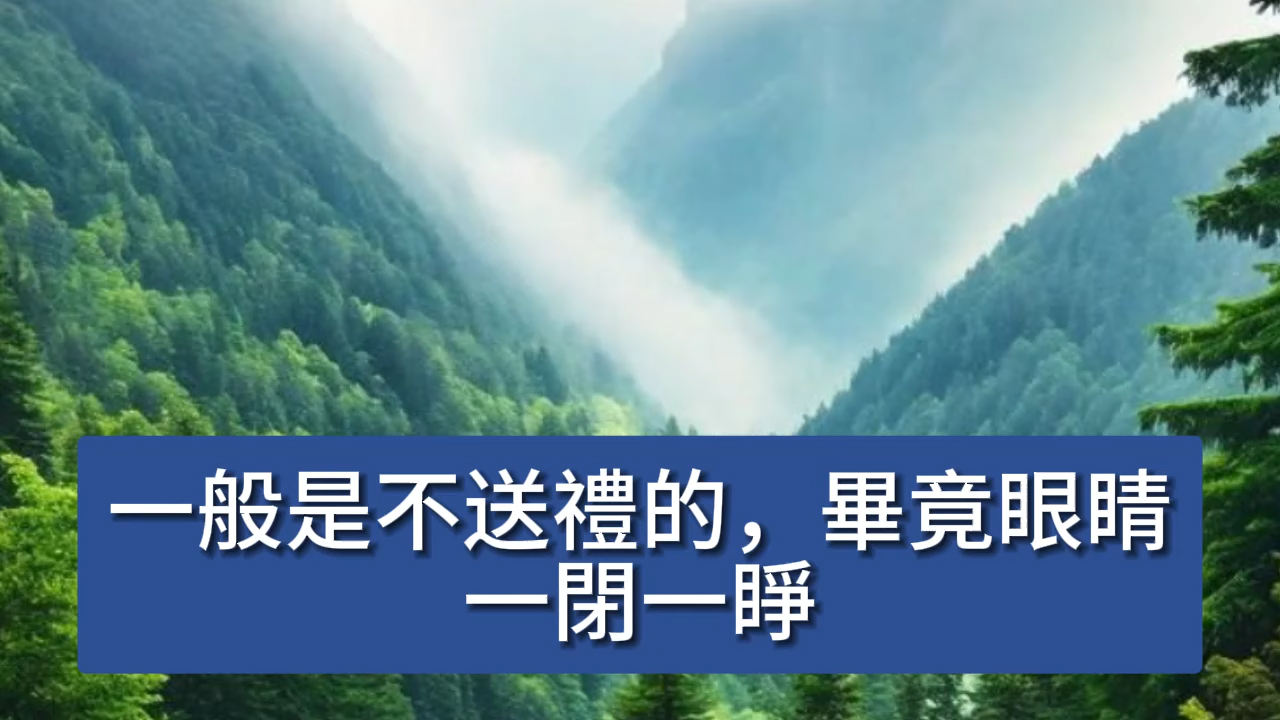 一般是不送禮的，畢竟眼睛
一閉一睜